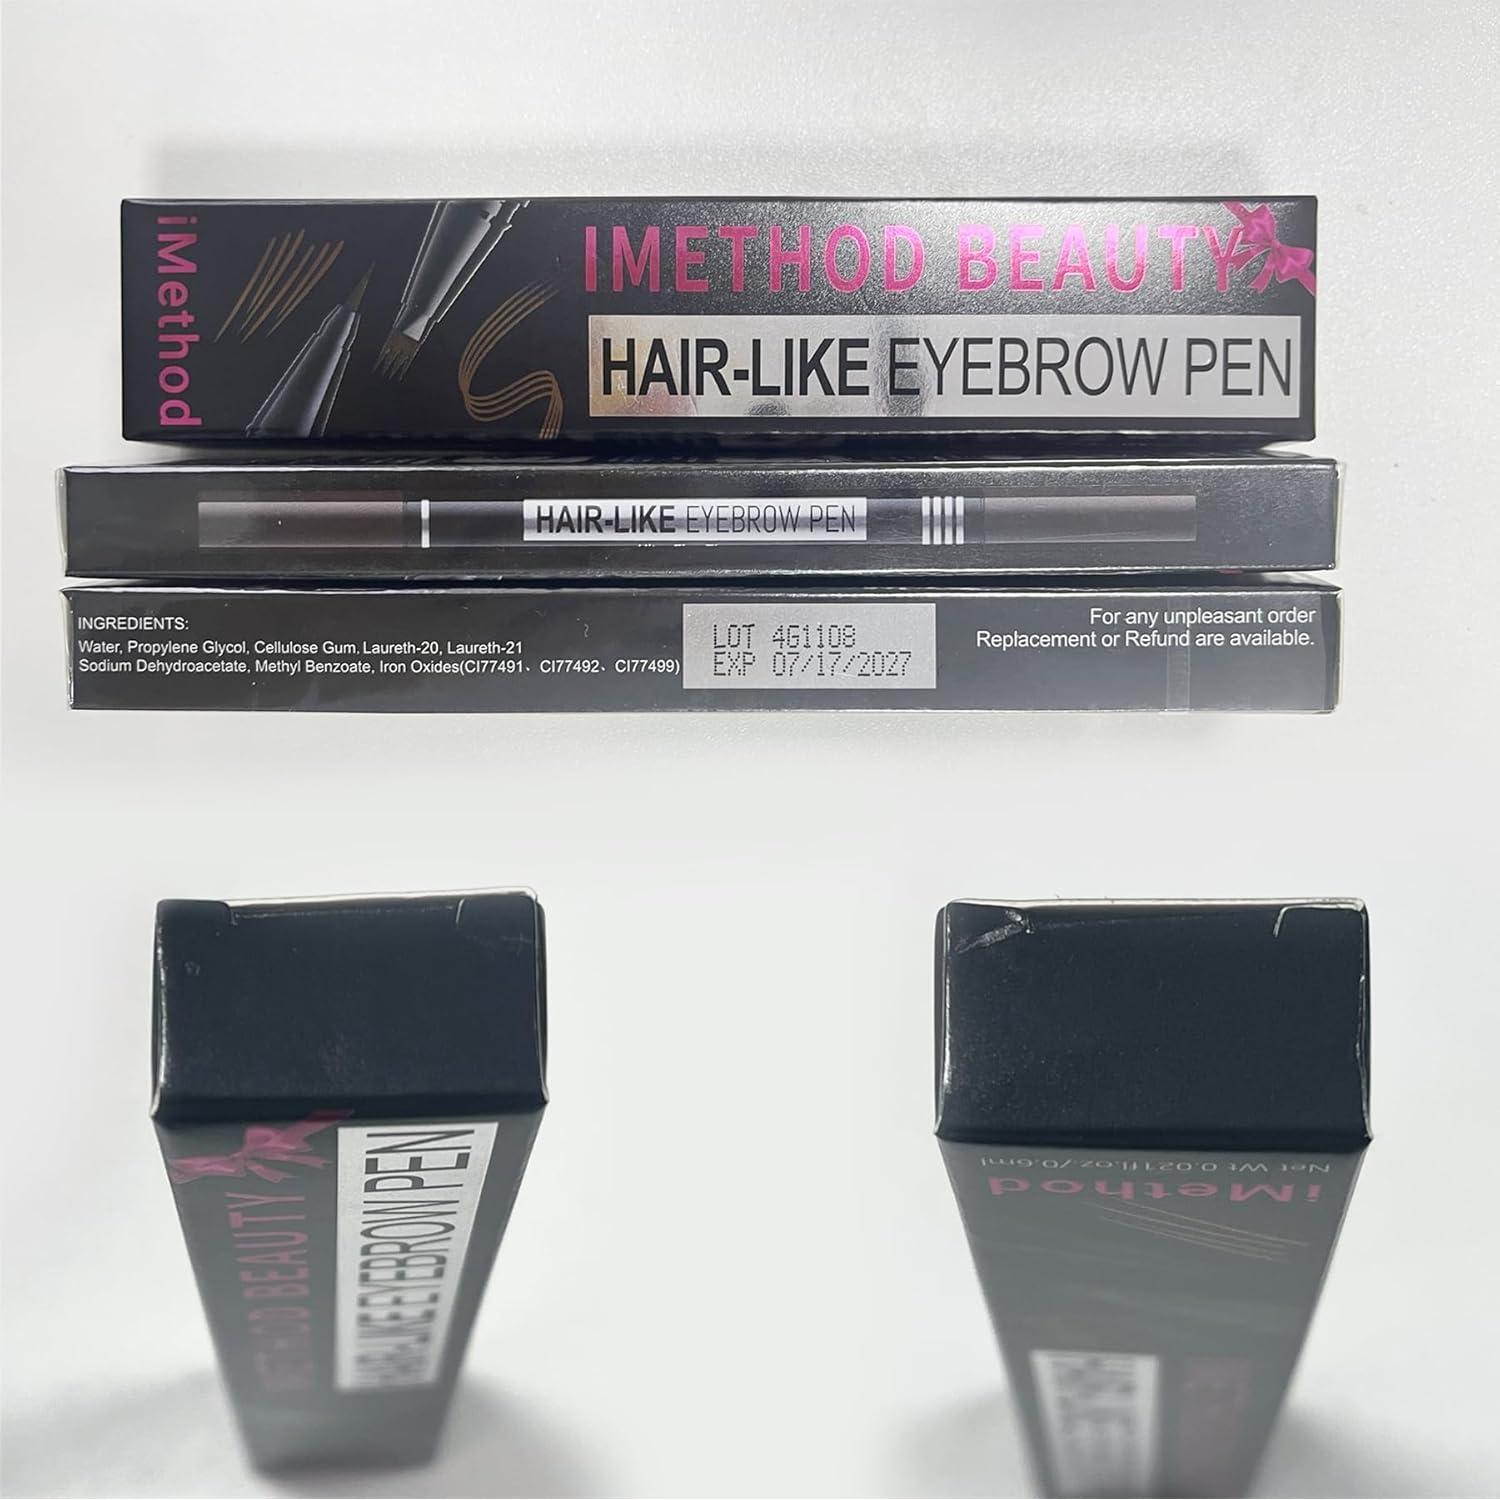 iMethod
IMETHOD BEAUTY
HAIR-LIKE EYEBROW PEN
HAIR-LIKE EYEBROW PEN
INGREDIENTS:
Water, Propylene Glycol, Cellulose Gum, Laureth-20, Laureth-21
Sodium Dehydroacetate, Methyl Benzoate, Iron Oxides(CI77491、CI77492、CI77499)
LOT 4G1108
EXP 07/17/2027
For any unpleasant order
Replacement or Refund are available.
IMETHOD BEAUTY
HAIR-LIKE EYEBROW PEN
Net Wt 0.021fl.oz./0.6ml
iMethod